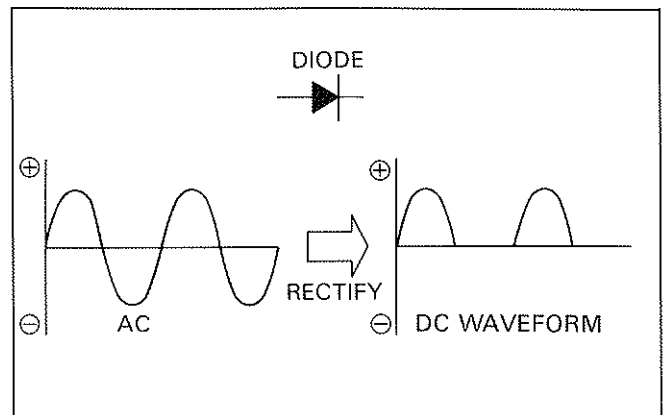 DIODE
⊕
⊕
RECTIFY
⊖
AC
⊖
DC WAVEFORM